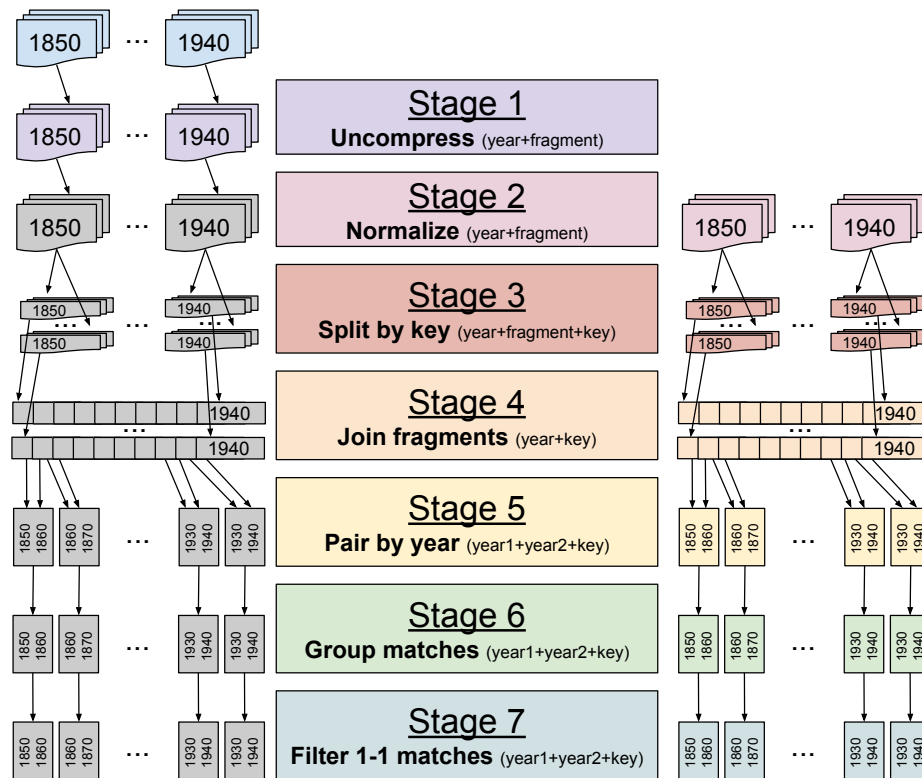 1850 ... 1940
Stage 1
Uncompress (year+fragment)
1850 ... 1940
Stage 2
Normalize (year+fragment)
1850 ... 1940
1850 ... 1940
Stage 3
Split by key (year+fragment+key)
1850 ... 1940
... ...
1850 1940
1850 ... 1940
...
1850 1940
Stage 4
Join fragments (year+key)
1940
...
1940
1940
...
1940
Stage 5
Pair by year (year1+year2+key)
1850 1860 1860 1870 ... 1930 1940 1930 1940
1850 1860 1860 1870 ... 1930 1940 1930 1940
Stage 6
Group matches (year1+year2+key)
1850 1860 1860 1870 ... 1930 1940 1930 1940
1850 1860 1860 1870 ... 1930 1940 1930 1940
Stage 7
Filter 1-1 matches (year1+year2+key)
1850 1860 1860 1870 ... 1930 1940 1930 1940
1850 1860 1860 1870 ... 1930 1940 1930 1940